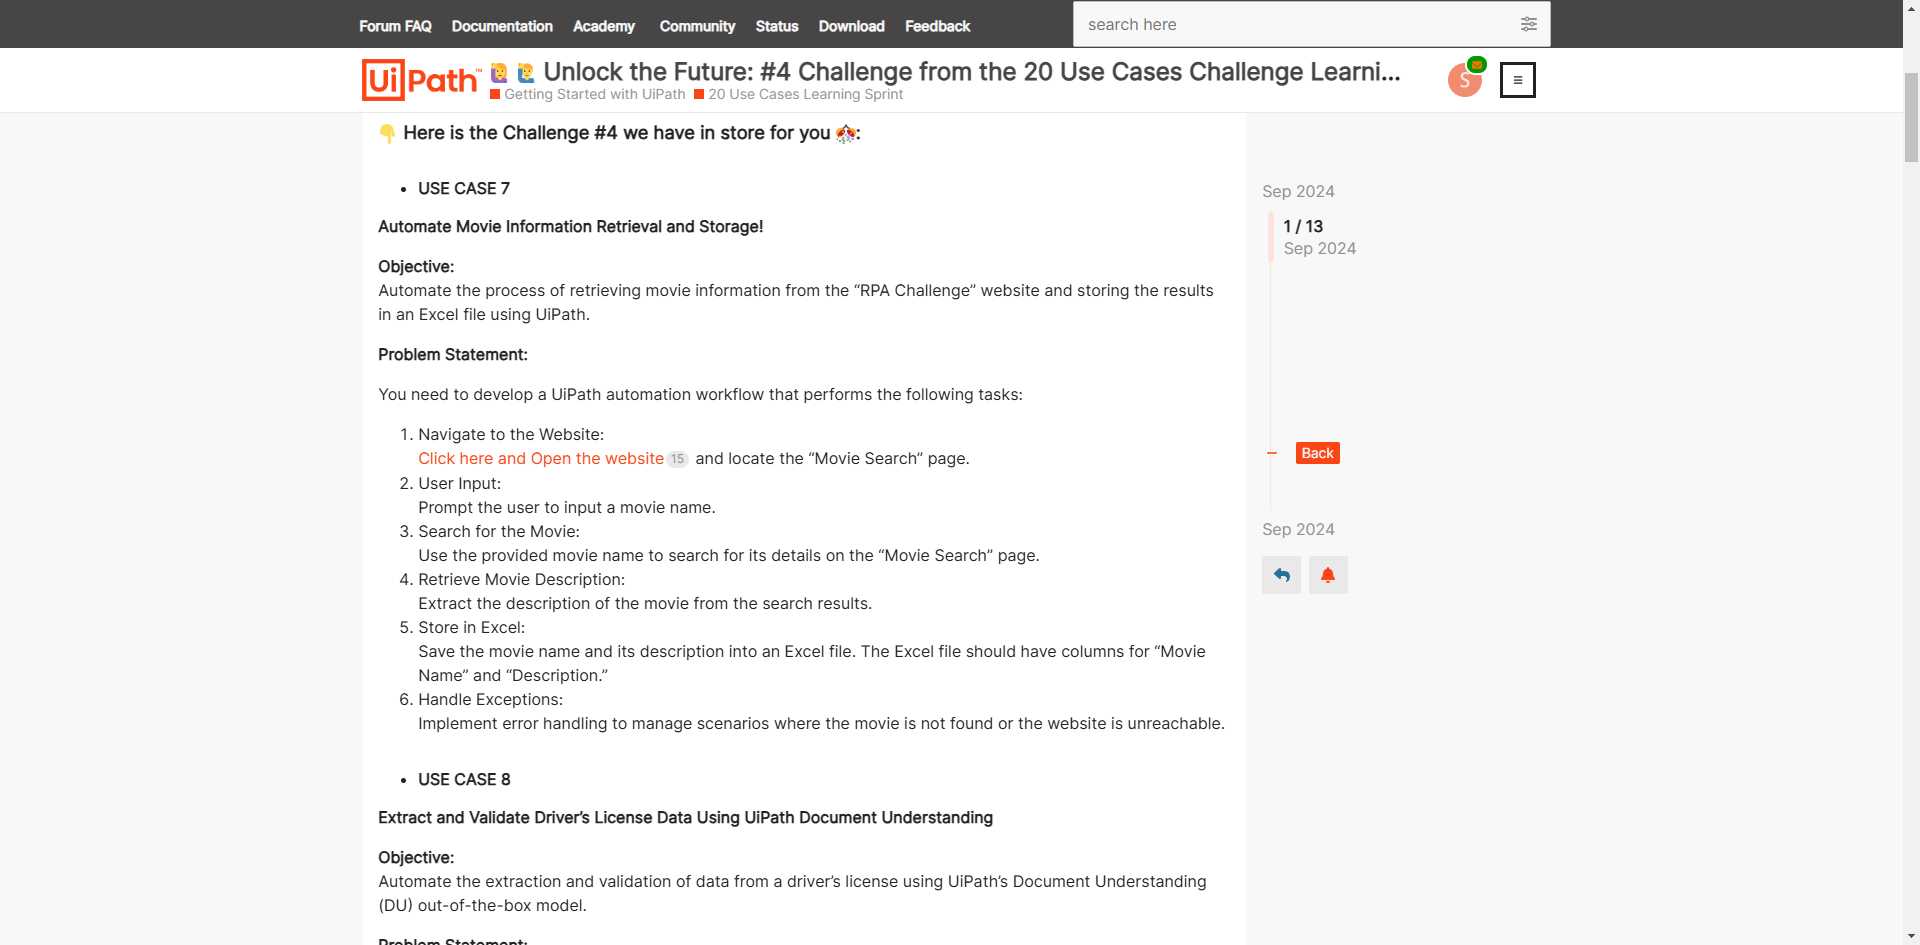 Forum FAQ Documentation Academy Community Status Download Feedback
search here
UiPath™ Unlock the Future: #4 Challenge from the 20 Use Cases Challenge Learni...
Getting Started with UiPath 20 Use Cases Learning Sprint
S
Here is the Challenge #4 we have in store for you :
• USE CASE 7
Automate Movie Information Retrieval and Storage!
Objective:
Automate the process of retrieving movie information from the “RPA Challenge” website and storing the results
in an Excel file using UiPath.
Problem Statement:
You need to develop a UiPath automation workflow that performs the following tasks:
1. Navigate to the Website:
Click here and Open the website 15 and locate the “Movie Search” page.
2. User Input:
Prompt the user to input a movie name.
3. Search for the Movie:
Use the provided movie name to search for its details on the “Movie Search” page.
4. Retrieve Movie Description:
Extract the description of the movie from the search results.
5. Store in Excel:
Save the movie name and its description into an Excel file. The Excel file should have columns for “Movie
Name” and “Description.”
6. Handle Exceptions:
Implement error handling to manage scenarios where the movie is not found or the website is unreachable.
• USE CASE 8
Extract and Validate Driver’s License Data Using UiPath Document Understanding
Objective:
Automate the extraction and validation of data from a driver’s license using UiPath’s Document Understanding
(DU) out-of-the-box model.
Problem Statement:
Sep 2024
1 / 13
Sep 2024
Back
Sep 2024